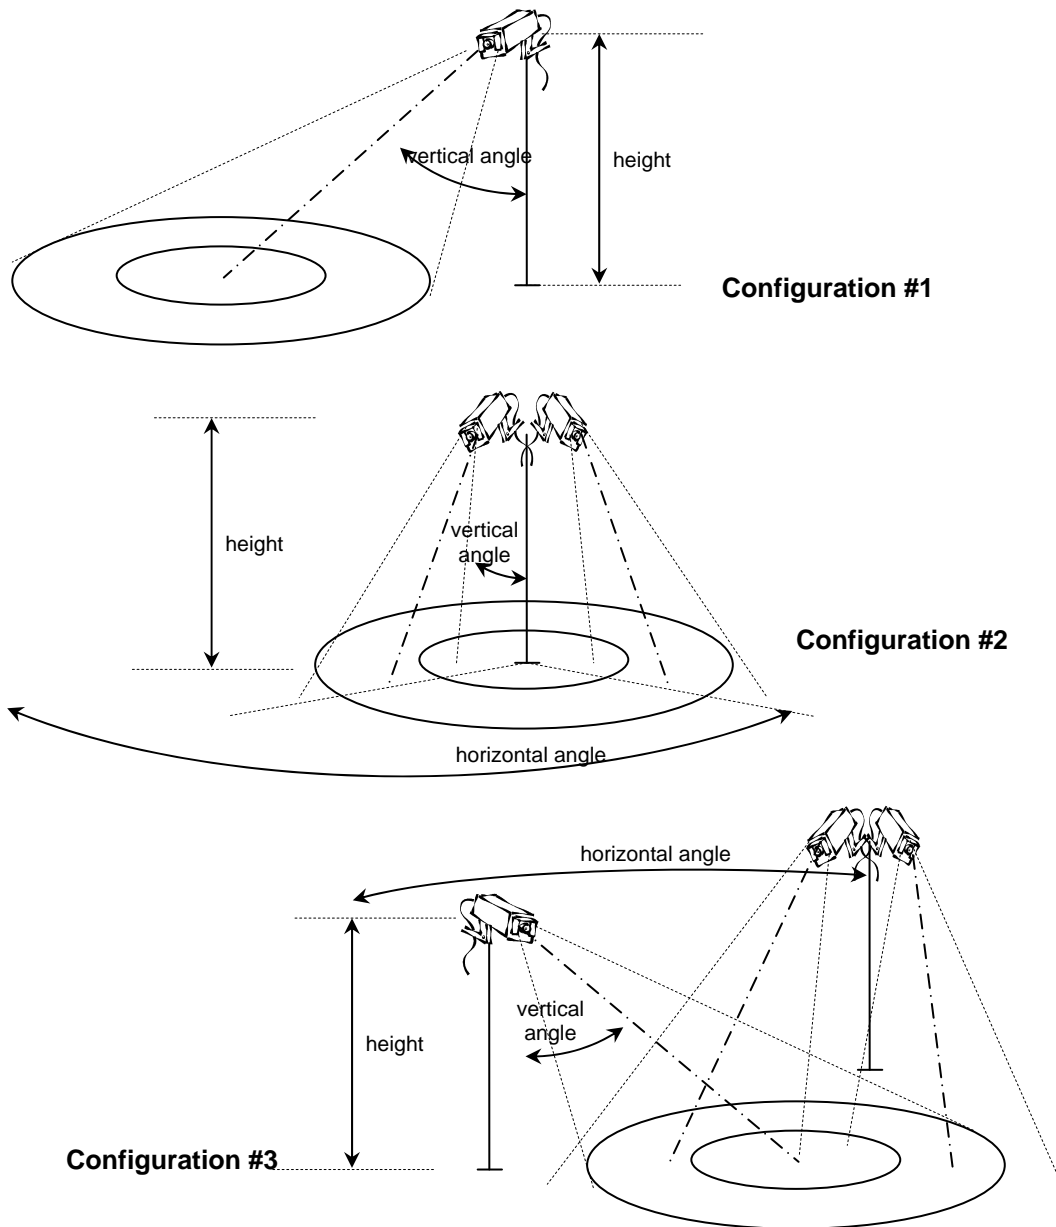 vertical angle
height
Configuration #1
vertical
angle
height
Configuration #2
horizontal angle
horizontal angle
vertical
angle
height
Configuration #3